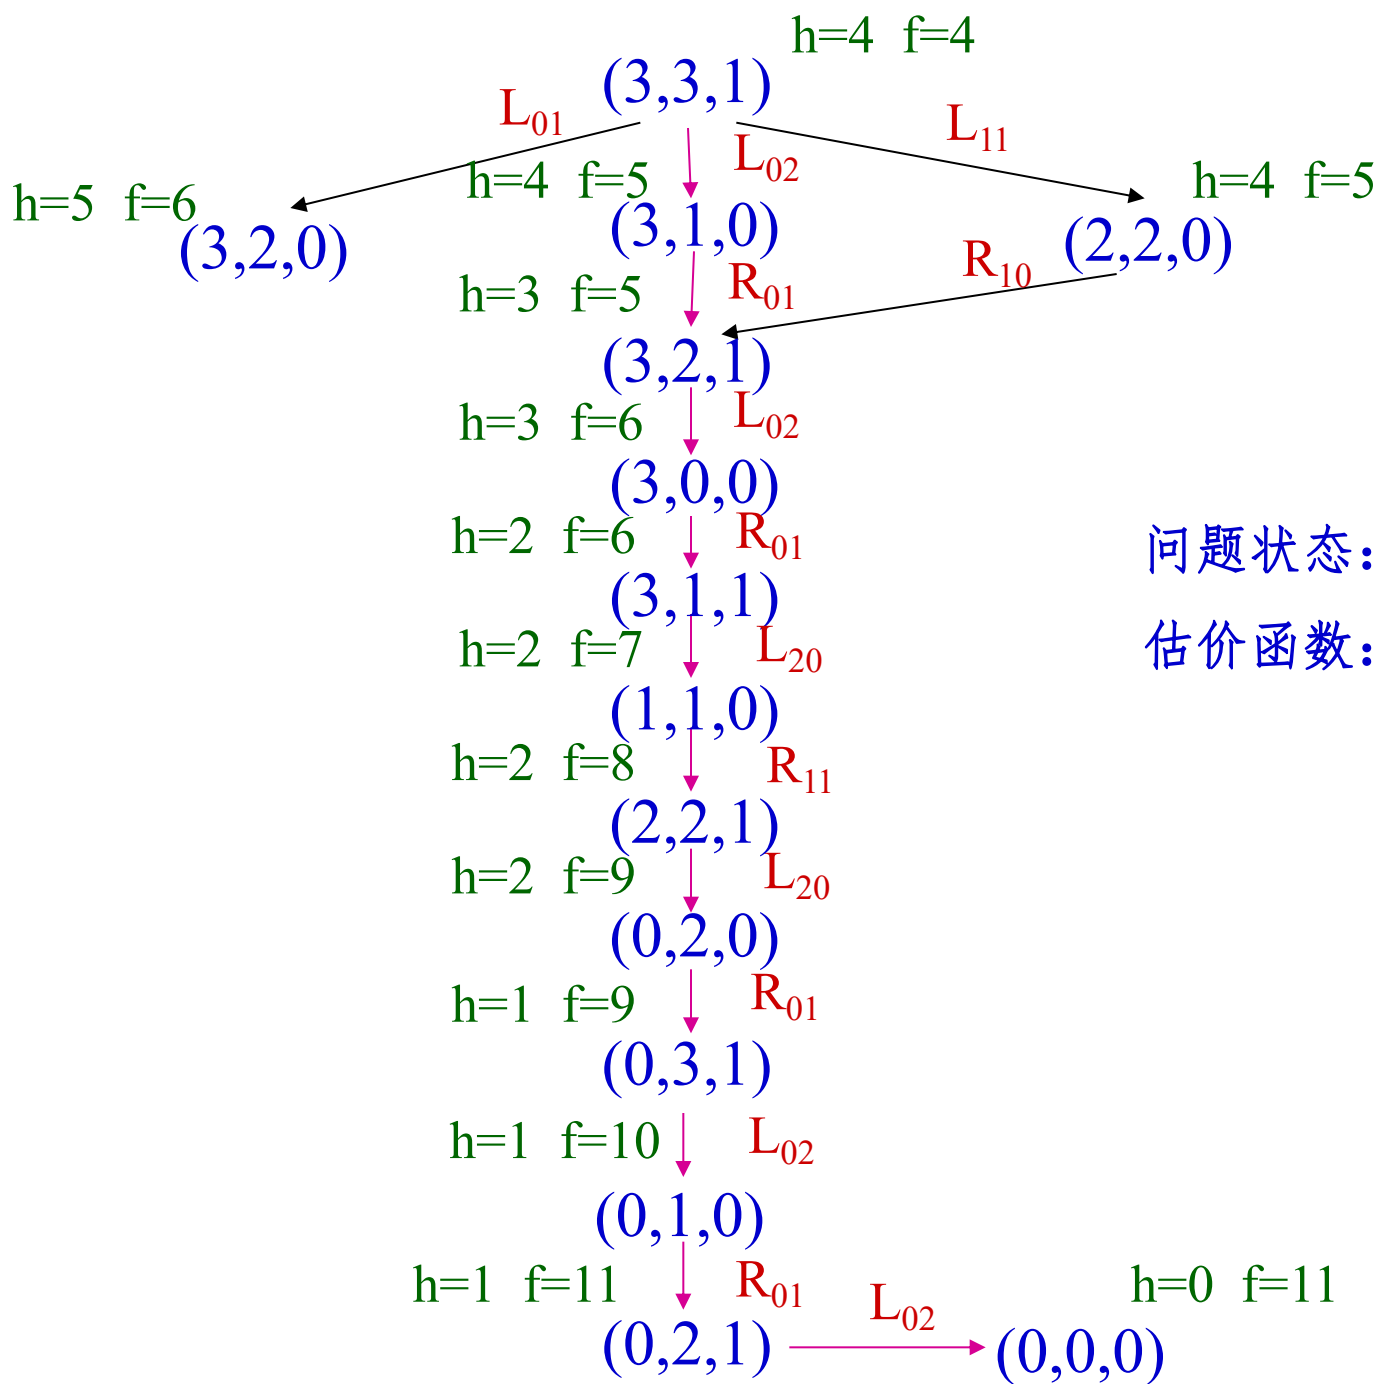 h=4 f=4
(3,3,1)
L₀₁
L₀₂
L₁₁
h=5 f=6
h=4 f=5
h=4 f=5
(3,2,0)
(3,1,0)
(2,2,0)
h=3 f=5
R₀₁
R₁₀
(3,2,1)
h=3 f=6
L₀₂
(3,0,0)
h=2 f=6
R₀₁
问题状态：
(3,1,1)
h=2 f=7
L₂₀
估价函数：
(1,1,0)
h=2 f=8
R₁₁
(2,2,1)
h=2 f=9
L₂₀
(0,2,0)
h=1 f=9
R₀₁
(0,3,1)
h=1 f=10
L₀₂
(0,1,0)
h=1 f=11
R₀₁
L₀₂
h=0 f=11
(0,2,1)
(0,0,0)